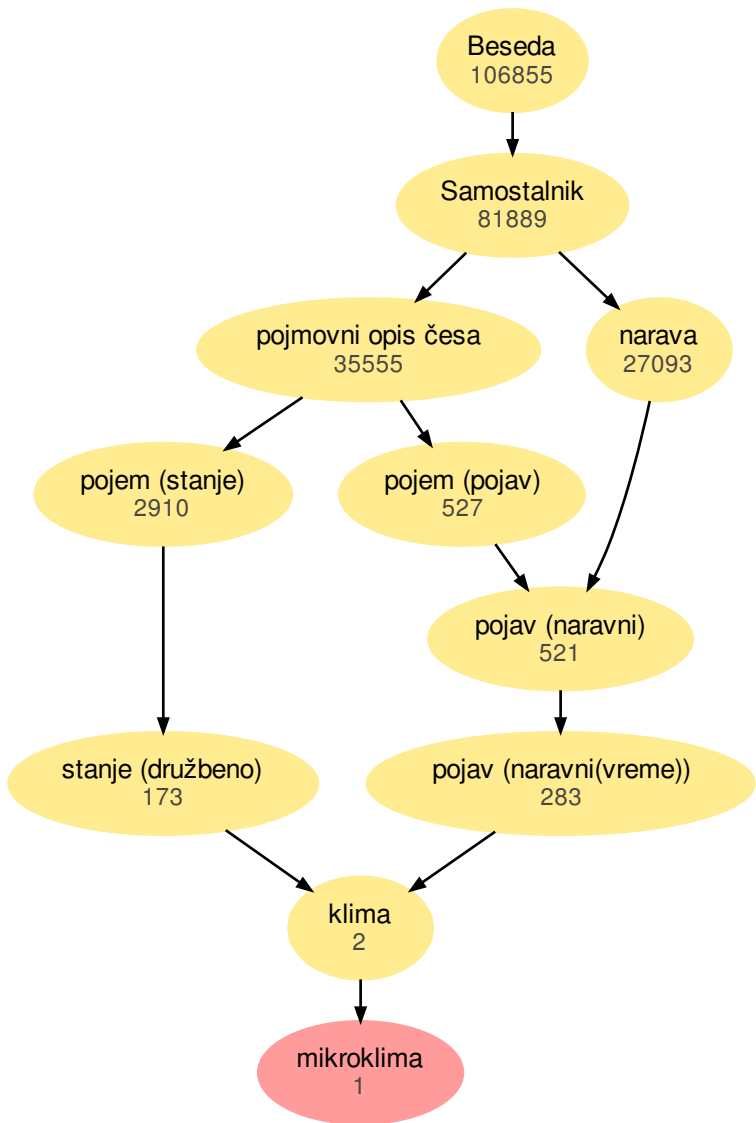 Beseda
106855
Samostalnik
81889
pojmovni opis česa
35555
narava
27093
pojem (stanje)
2910
pojem (pojav)
527
pojav (naravni)
521
stanje (družbeno)
173
pojav (naravni(vreme))
283
klima
2
mikroklima
1